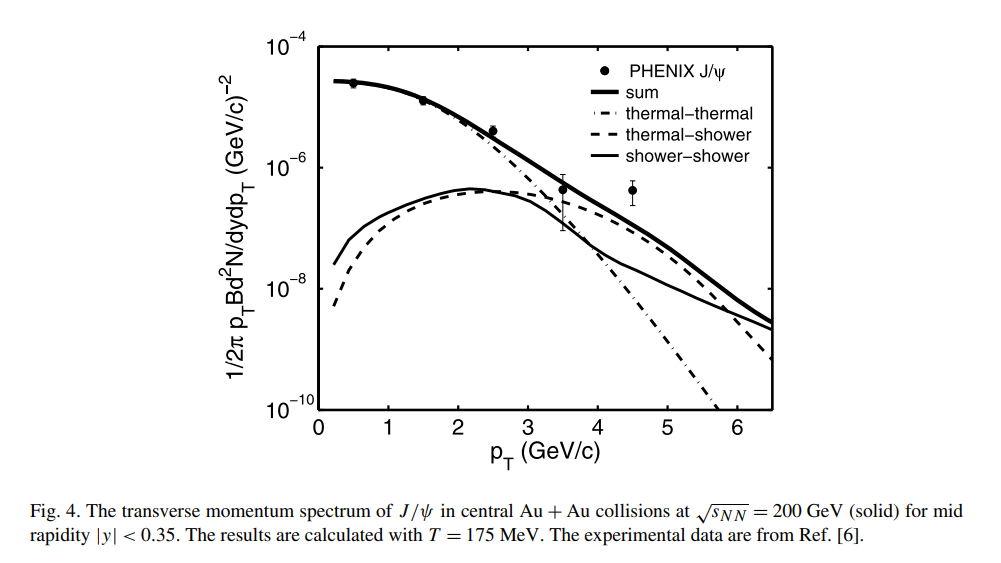 10⁻⁴
PHENIX J/ψ
sum
thermal−thermal
thermal−shower
shower−shower
10⁻⁶
10⁻⁸
10⁻¹⁰
1/2π p_TBd²N/dydp_T (GeV/c)⁻²
0 1 2 3 4 5 6
p_T (GeV/c)
Fig. 4. The transverse momentum spectrum of J/ψ in central Au + Au collisions at √s_NN = 200 GeV (solid) for mid
rapidity |y| < 0.35. The results are calculated with T = 175 MeV. The experimental data are from Ref. [6].